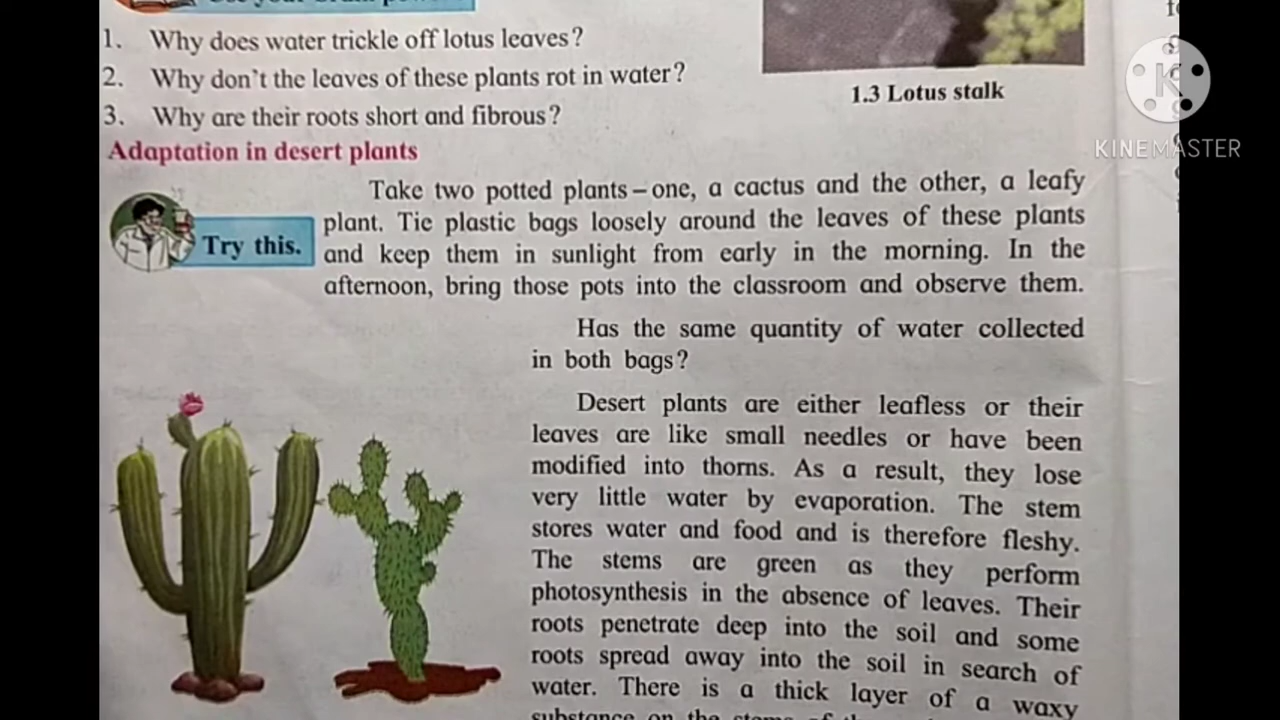 1. Why does water trickle off lotus leaves?
2. Why don't the leaves of these plants rot in water?
3. Why are their roots short and fibrous?
1.3 Lotus stalk
KINEMASTER
Adaptation in desert plants
Try this.
Take two potted plants – one, a cactus and the other, a leafy
plant. Tie plastic bags loosely around the leaves of these plants
and keep them in sunlight from early in the morning. In the
afternoon, bring those pots into the classroom and observe them.
Has the same quantity of water collected
in both bags?
Desert plants are either leafless or their
leaves are like small needles or have been
modified into thorns. As a result, they lose
very little water by evaporation. The stem
stores water and food and is therefore fleshy.
The stems are green as they perform
photosynthesis in the absence of leaves. Their
roots penetrate deep into the soil and some
roots spread away into the soil in search of
water. There is a thick layer of a waxy
substance on the stems of